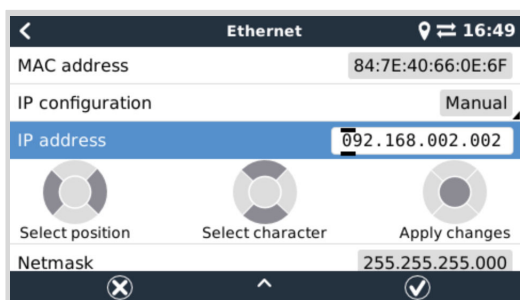 Ethernet 16:49
MAC address 84:7E:40:66:0E:6F
IP configuration Manual
IP address 092.168.002.002
Select position Select character Apply changes
Netmask 255.255.255.000